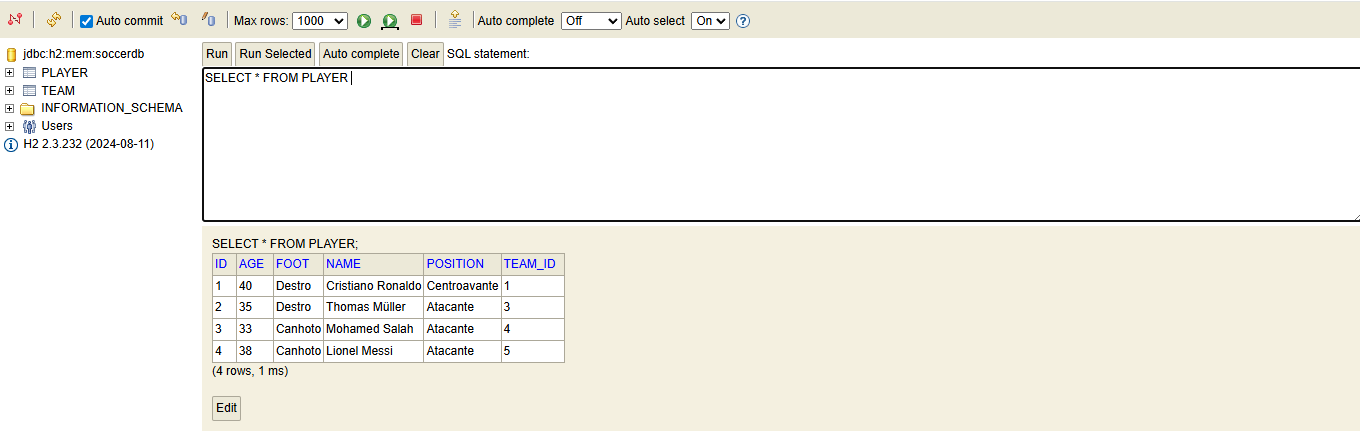 Auto commit Max rows: 1000 Auto complete Off Auto select On ?
jdbc:h2:mem:soccerdb
PLAYER
TEAM
INFORMATION_SCHEMA
Users
H2 2.3.232 (2024-08-11)
Run Run Selected Auto complete Clear SQL statement:
SELECT * FROM PLAYER
SELECT * FROM PLAYER;
ID AGE FOOT NAME POSITION TEAM_ID
1 40 Destro Cristiano Ronaldo Centroavante 1
2 35 Destro Thomas Müller Atacante 3
3 33 Canhoto Mohamed Salah Atacante 4
4 38 Canhoto Lionel Messi Atacante 5
(4 rows, 1 ms)
Edit